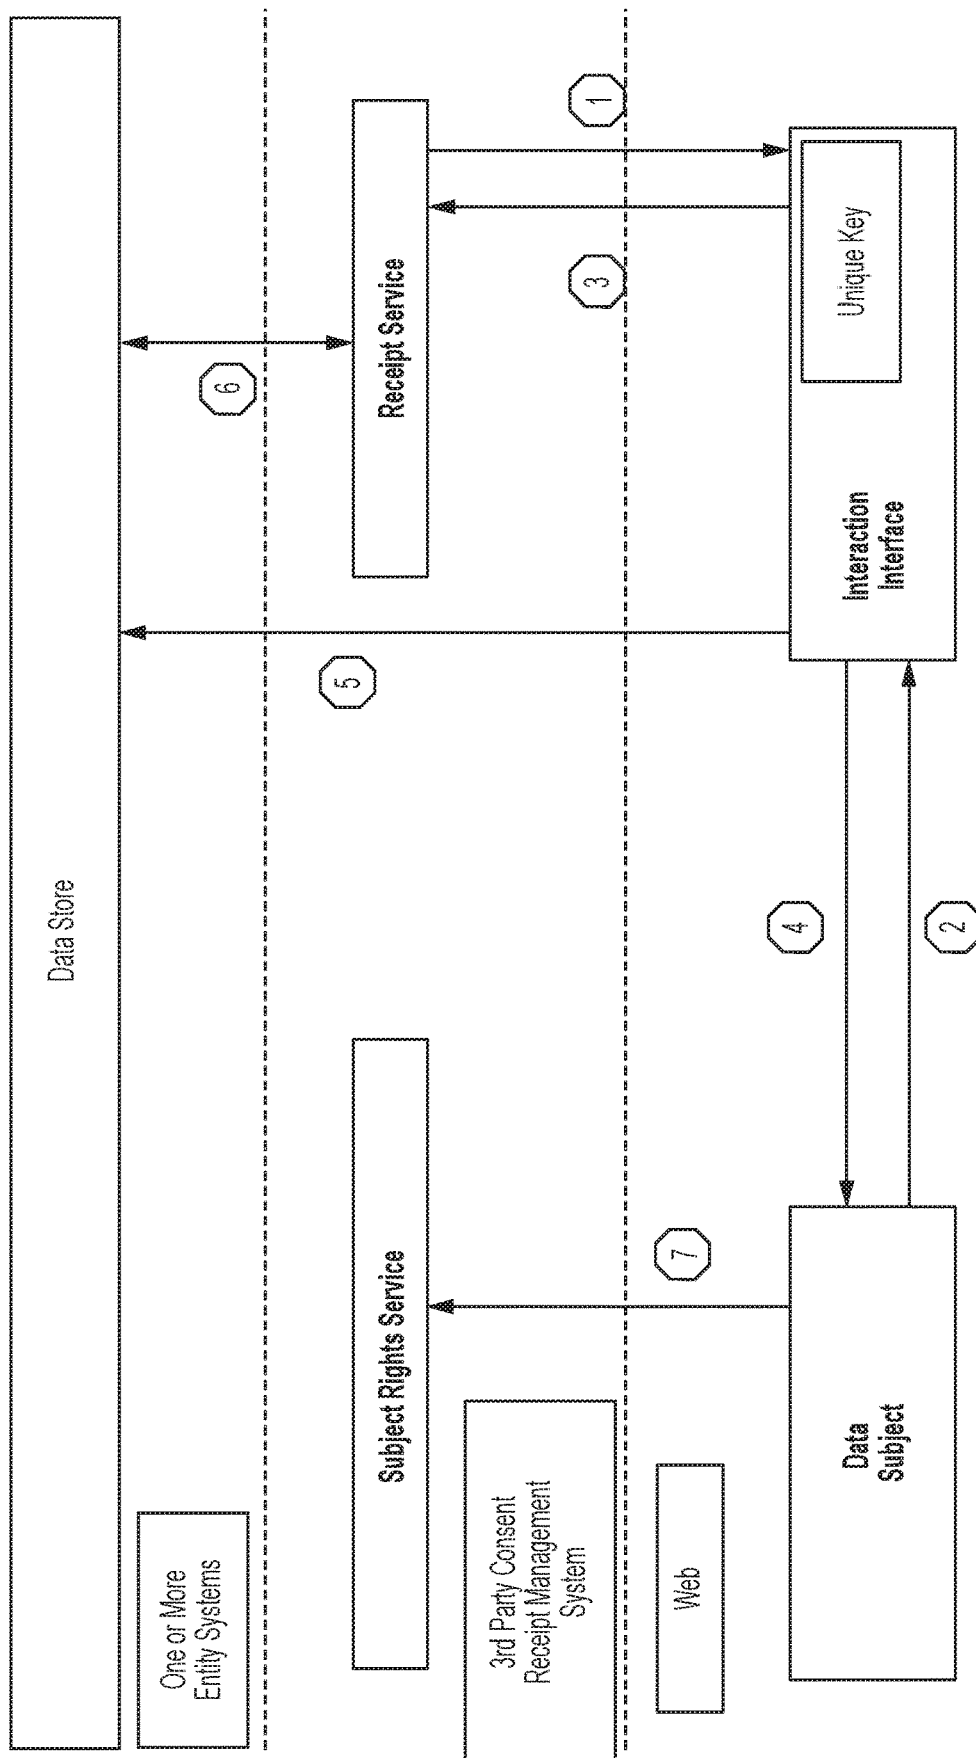 Data Store
One or More
Entity Systems
6
5
Subject Rights Service
Receipt Service
3rd Party Consent
Receipt Management
System
3
1
Web
7
4
Data
Subject
Interaction
Interface
Unique Key
2